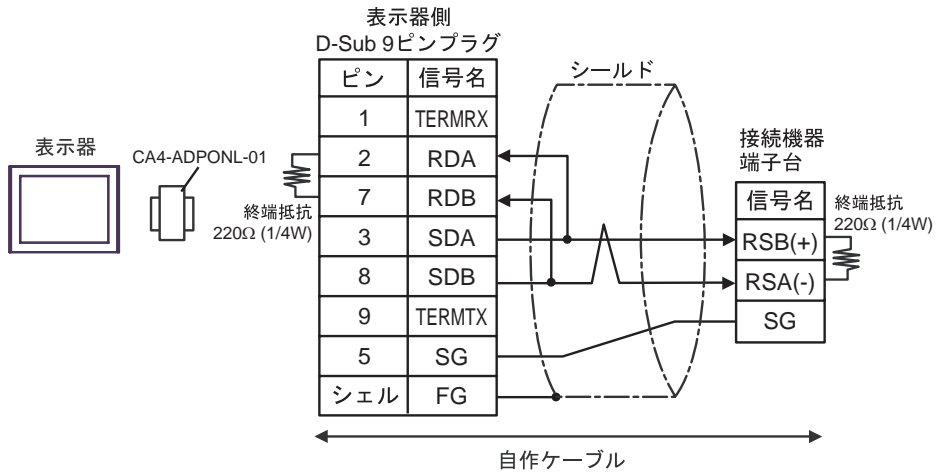 表示器側
D-Sub 9ピンプラグ
ピン 信号名
1 TERMRX
2 RDA
7 RDB
3 SDA
8 SDB
9 TERMTX
5 SG
シェル FG
表示器
CA4-ADPONL-01
終端抵抗
220Ω (1/4W)
シールド
接続機器
端子台
信号名
RSB(+)
RSA(-)
SG
終端抵抗
220Ω (1/4W)
自作ケーブル